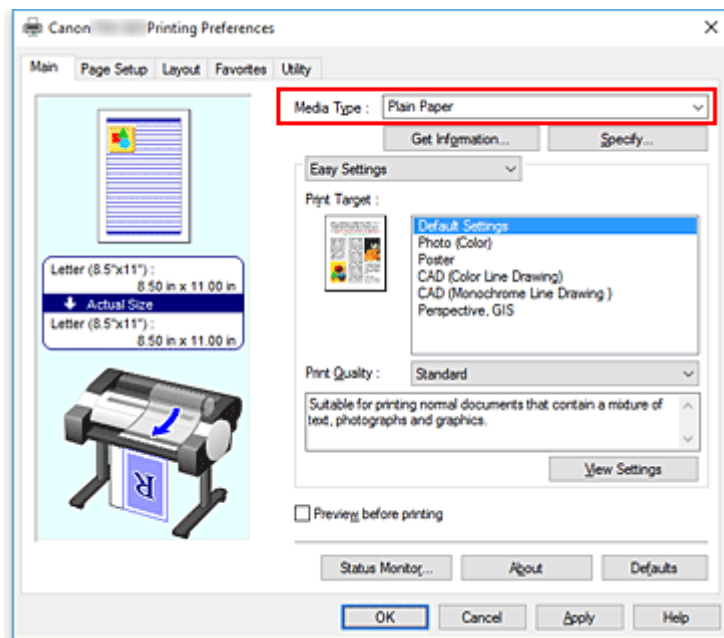 Canon Printing Preferences
Main Page Setup Layout Favorites Utility
Media Type : Plain Paper
Get Information... Specify...
Easy Settings
Print Target :
Default Settings
Photo (Color)
Poster
CAD (Color Line Drawing)
CAD (Monochrome Line Drawing )
Perspective, GIS
Letter (8.5"x11") :
8.50 in x 11.00 in
Actual Size
Letter (8.5"x11") :
8.50 in x 11.00 in
R
Print Quality : Standard
Suitable for printing normal documents that contain a mixture of
text, photographs and graphics.
View Settings
Preview before printing
Status Monitor... About Defaults
OK Cancel Apply Help